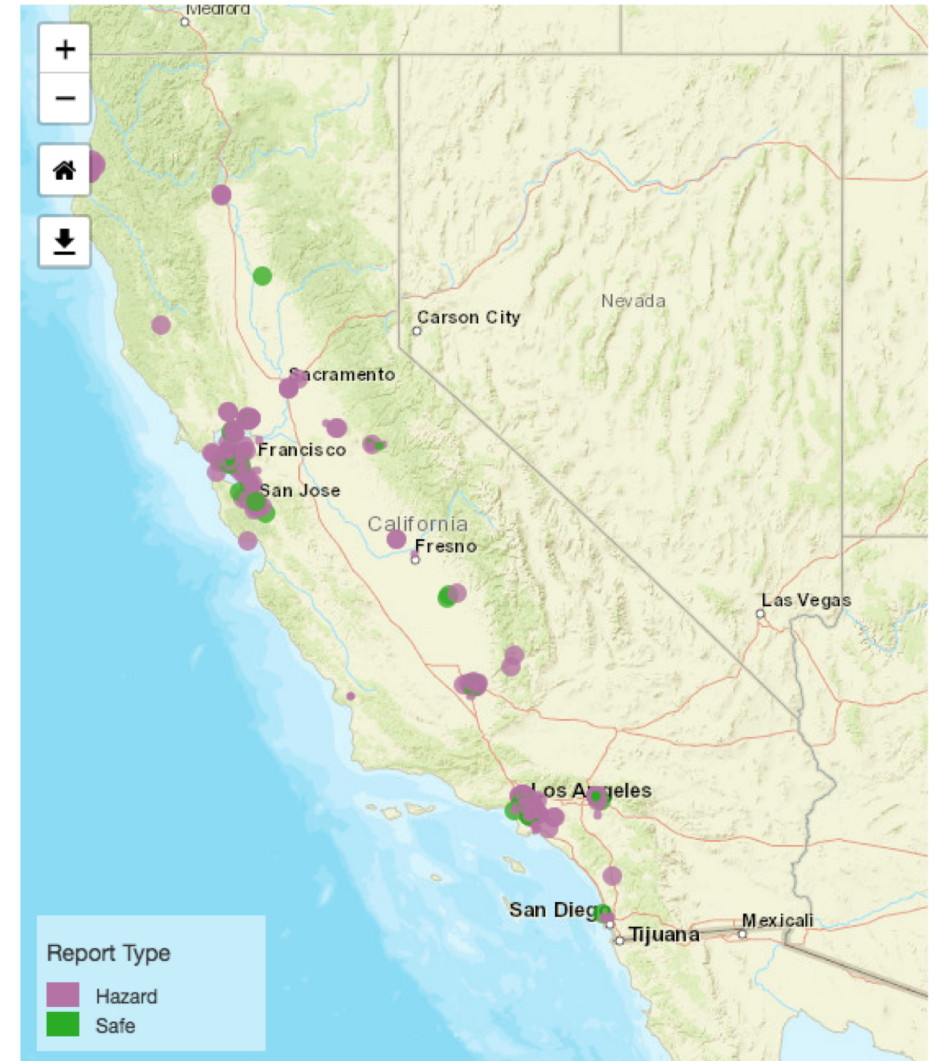 Medford
+
−
Nevada
Carson City
Sacramento
Francisco
San Jose
California
Fresno
Las Vegas
Los Angeles
San Diego
Mexicali
Tijuana
Report Type
Hazard
Safe